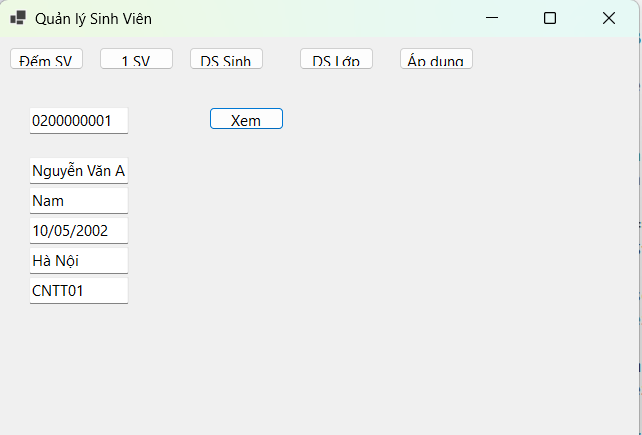 Quản lý Sinh Viên
Đếm SV 1 SV DS Sinh DS Lớp Áp dụng
0200000001 Xem
Nguyễn Văn A
Nam
10/05/2002
Hà Nội
CNTT01